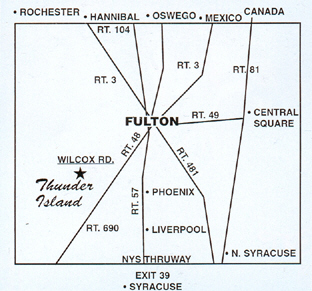 • ROCHESTER
• HANNIBAL
• OSWEGO
• MEXICO
CANADA
RT. 104
RT. 3
RT. 3
RT. 81
FULTON
RT. 49
• CENTRAL
SQUARE
RT. 48
WILCOX RD.
Thunder
Island
RT. 481
RT. 57
• PHOENIX
RT. 690
• LIVERPOOL
• N. SYRACUSE
NYS THRUWAY
EXIT 39
• SYRACUSE